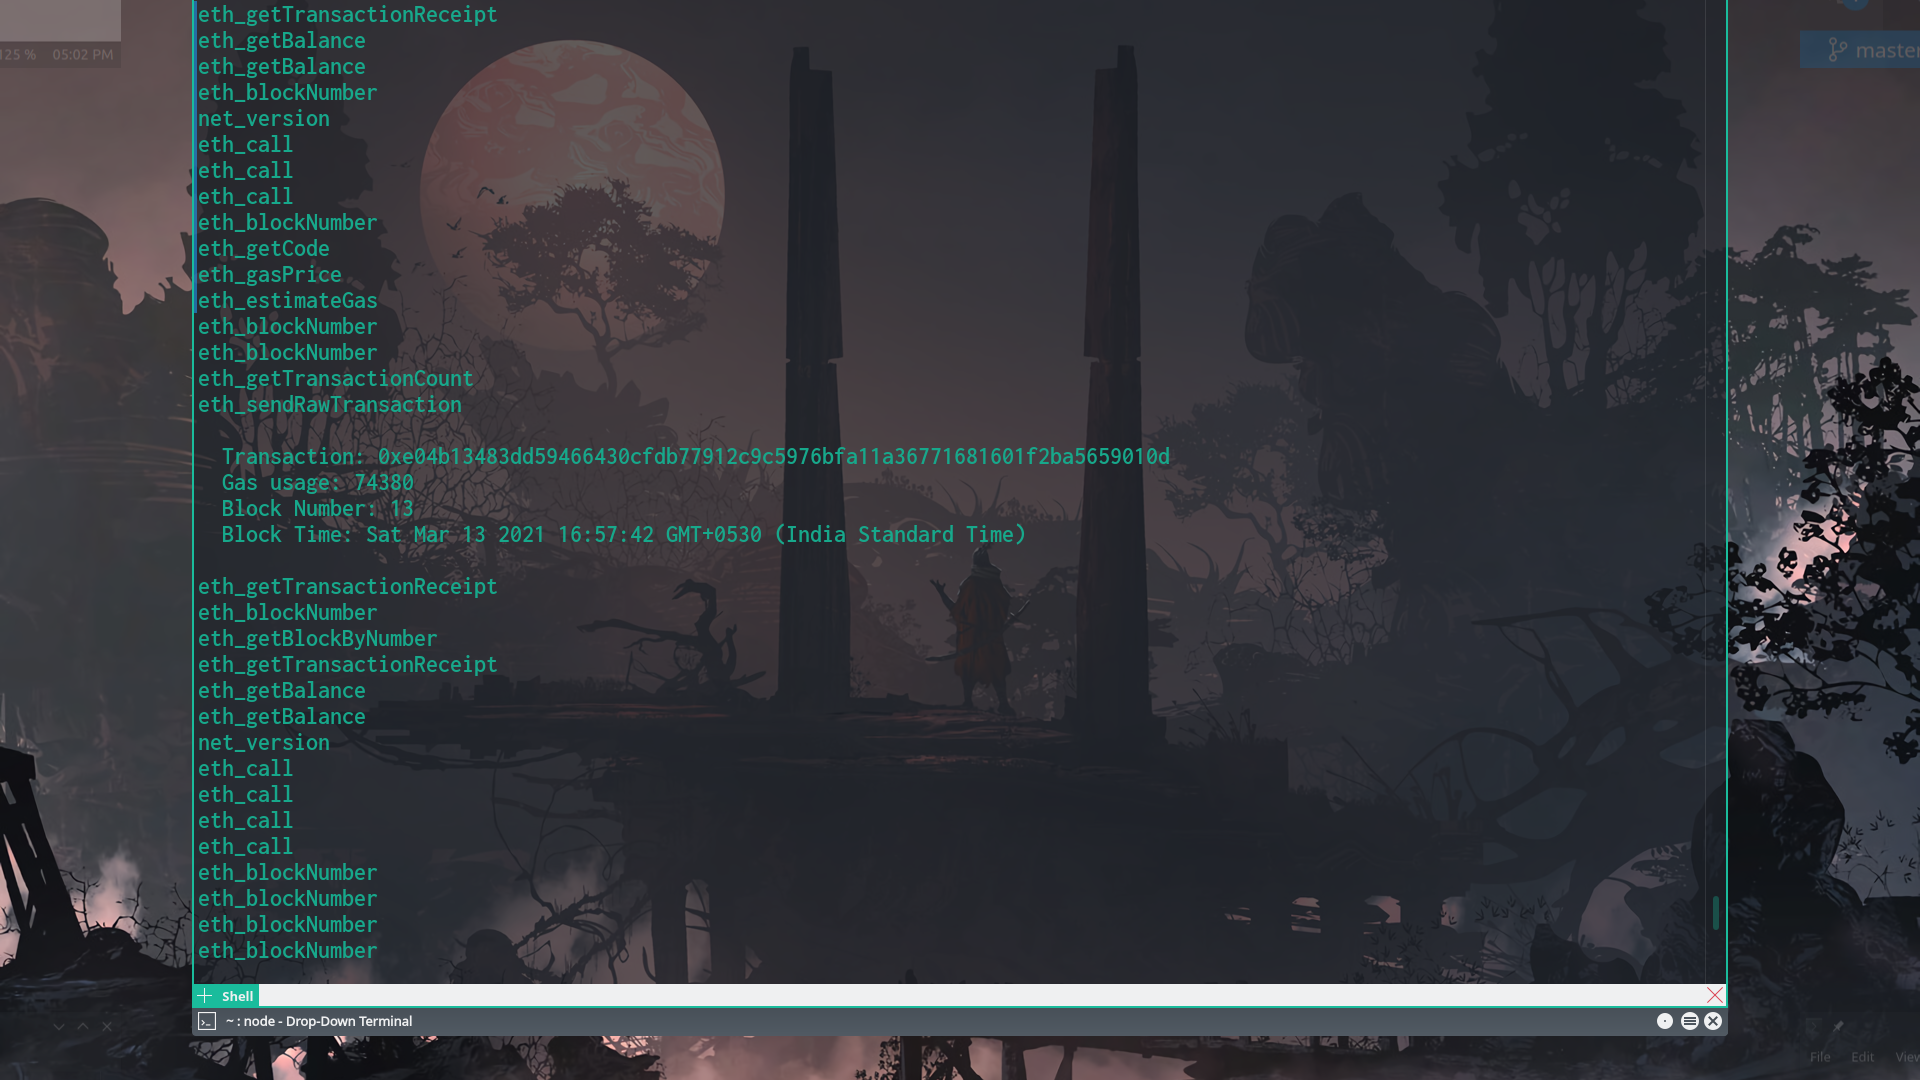 eth_getTransactionReceipt
eth_getBalance
eth_getBalance
125 % 05:02 PM
master
eth_blockNumber
net_version
eth_call
eth_call
eth_call
eth_blockNumber
eth_getCode
eth_gasPrice
eth_estimateGas
eth_blockNumber
eth_blockNumber
eth_getTransactionCount
eth_sendRawTransaction
Transaction: 0xe04b13483dd59466430cfdb77912c9c5976bfa11a36771681601f2ba5659010d
Gas usage: 74380
Block Number: 13
Block Time: Sat Mar 13 2021 16:57:42 GMT+0530 (India Standard Time)
eth_getTransactionReceipt
eth_blockNumber
eth_getBlockByNumber
eth_getTransactionReceipt
eth_getBalance
eth_getBalance
net_version
eth_call
eth_call
eth_call
eth_call
eth_blockNumber
eth_blockNumber
eth_blockNumber
eth_blockNumber
Shell
~ : node - Drop-Down Terminal
File Edit View